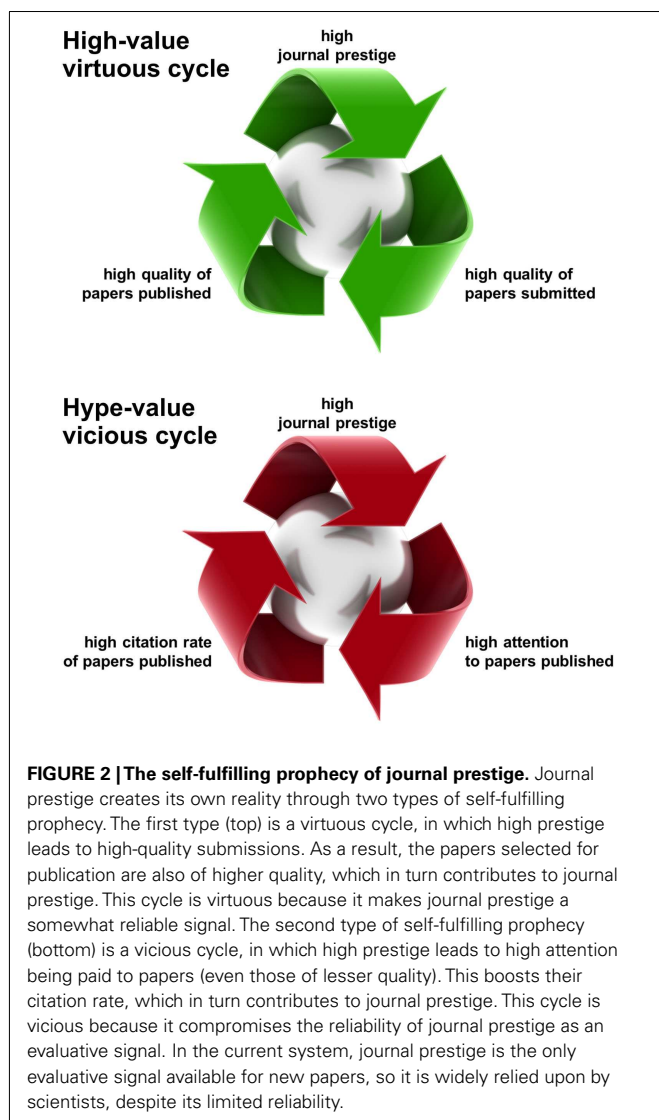 High-value
virtuous cycle
high
journal prestige
high quality of
papers published
high quality of
papers submitted
Hype-value
vicious cycle
high
journal prestige
high citation rate
of papers published
high attention
to papers published
FIGURE 2 | The self-fulfilling prophecy of journal prestige. Journal
prestige creates its own reality through two types of self-fulfilling
prophecy. The first type (top) is a virtuous cycle, in which high prestige
leads to high-quality submissions. As a result, the papers selected for
publication are also of higher quality, which in turn contributes to journal
prestige. This cycle is virtuous because it makes journal prestige a
somewhat reliable signal. The second type of self-fulfilling prophecy
(bottom) is a vicious cycle, in which high prestige leads to high attention
being paid to papers (even those of lesser quality). This boosts their
citation rate, which in turn contributes to journal prestige. This cycle is
vicious because it compromises the reliability of journal prestige as an
evaluative signal. In the current system, journal prestige is the only
evaluative signal available for new papers, so it is widely relied upon by
scientists, despite its limited reliability.